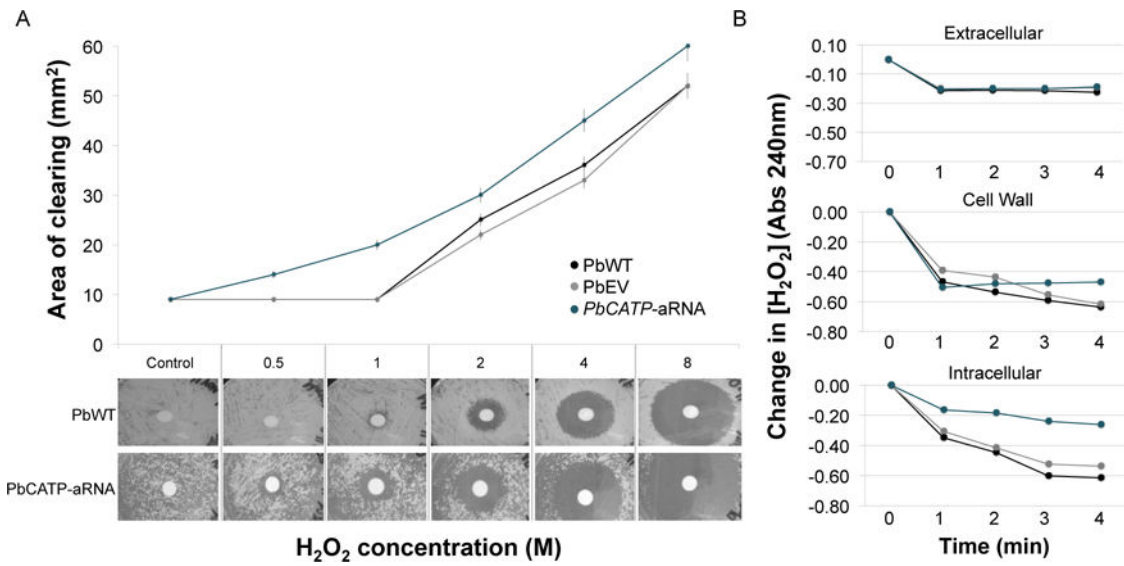 A
Area of clearing (mm²)
60
50
40
30
20
10
0
PbWT
PbEV
PbCATP-aRNA
Control 0.5 1 2 4 8
PbWT
PbCATP-aRNA
H₂O₂ concentration (M)
B
Change in [H₂O₂] (Abs 240nm)
Extracellular
0.10
-0.10
-0.30
-0.50
-0.70
0 1 2 3 4
Cell Wall
0.00
-0.20
-0.40
-0.60
-0.80
0 1 2 3 4
Intracellular
0.00
-0.20
-0.40
-0.60
-0.80
0 1 2 3 4
Time (min)